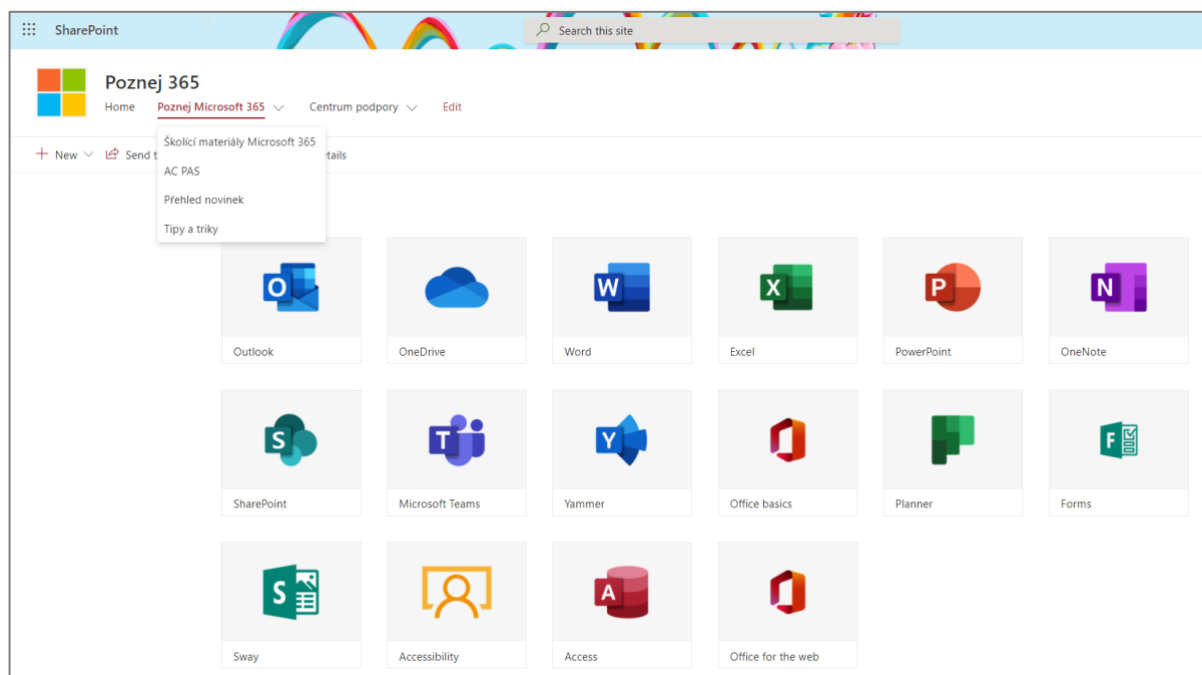 SharePoint
Search this site
Poznej 365
Home Poznej Microsoft 365 Centrum podpory Edit
New Send t
Školící materiály Microsoft 365
AC PAS
Přehled novinek
Tipy a triky
tails
O W X P N
Outlook OneDrive Word Excel PowerPoint OneNote
S T Y F
SharePoint Microsoft Teams Yammer Office basics Planner Forms
S A
Sway Accessibility Access Office for the web